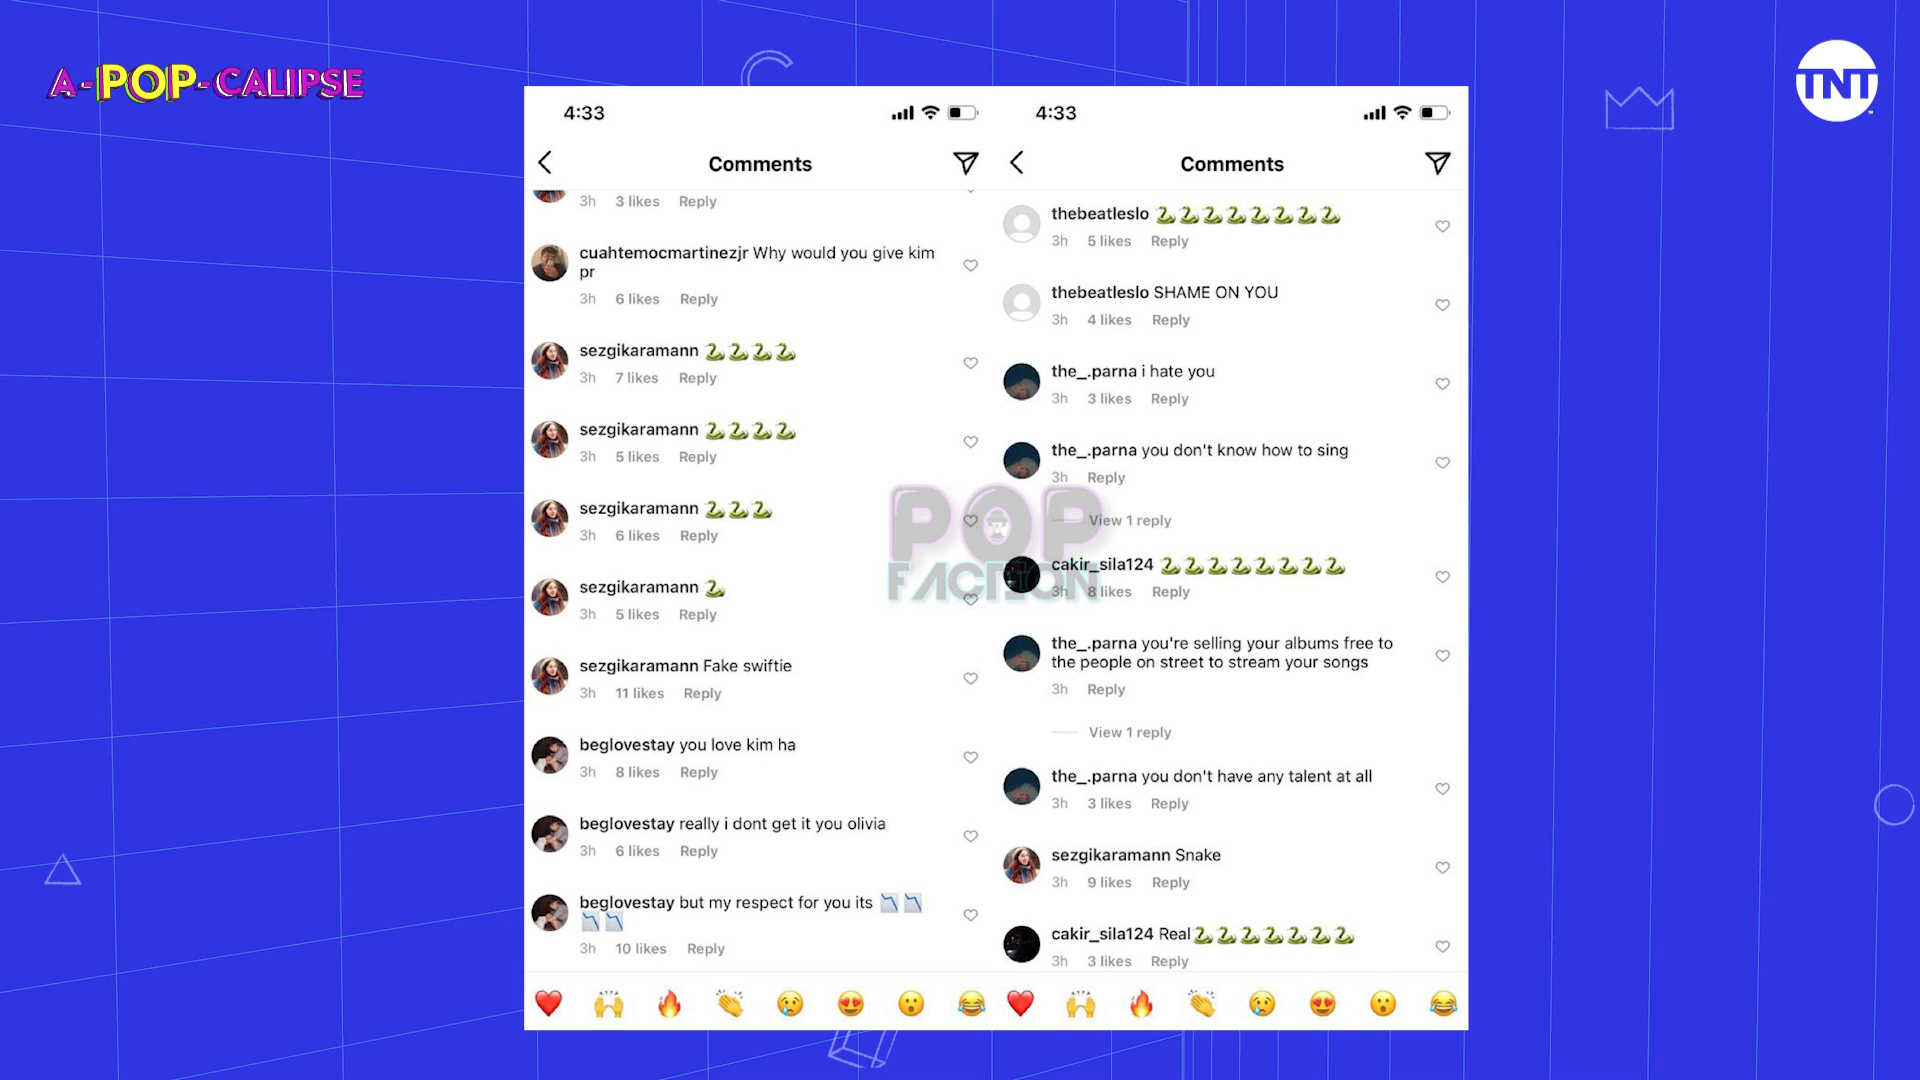 A-POP-CALIPSE
TNT
4:33
Comments
3h 3 likes Reply
cuahtemocmartinezjr Why would you give kim
pr
3h 6 likes Reply
sezgikaramann 🐍🐍🐍🐍
3h 7 likes Reply
sezgikaramann 🐍🐍🐍🐍
3h 5 likes Reply
sezgikaramann 🐍🐍🐍
3h 6 likes Reply
sezgikaramann 🐍
3h 5 likes Reply
sezgikaramann Fake swiftie
3h 11 likes Reply
beglovestay you love kim ha
3h 8 likes Reply
beglovestay really i dont get it you olivia
3h 6 likes Reply
beglovestay but my respect for you its 📉📉
📉📉
3h 10 likes Reply
4:33
Comments
thebeatleslo 🐍🐍🐍🐍🐍🐍🐍🐍
3h 5 likes Reply
thebeatleslo SHAME ON YOU
3h 4 likes Reply
the_.parna i hate you
3h 3 likes Reply
the_.parna you don't know how to sing
3h Reply
View 1 reply
cakir_sila124 🐍🐍🐍🐍🐍🐍🐍🐍
3h 8 likes Reply
the_.parna you're selling your albums free to
the people on street to stream your songs
3h Reply
View 1 reply
the_.parna you don't have any talent at all
3h 3 likes Reply
sezgikaramann Snake
3h 9 likes Reply
cakir_sila124 Real🐍🐍🐍🐍🐍🐍🐍
3h 3 likes Reply
POP
FACTION